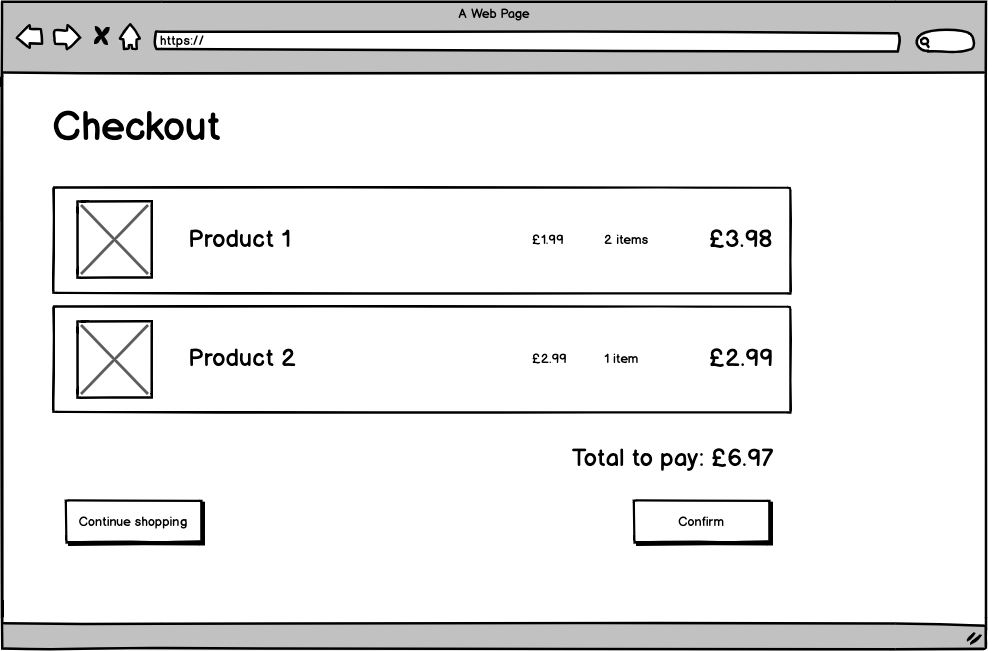 A Web Page
https://
Checkout
Product 1 £1.99 2 items £3.98
Product 2 £2.99 1 item £2.99
Total to pay: £6.97
Continue shopping Confirm